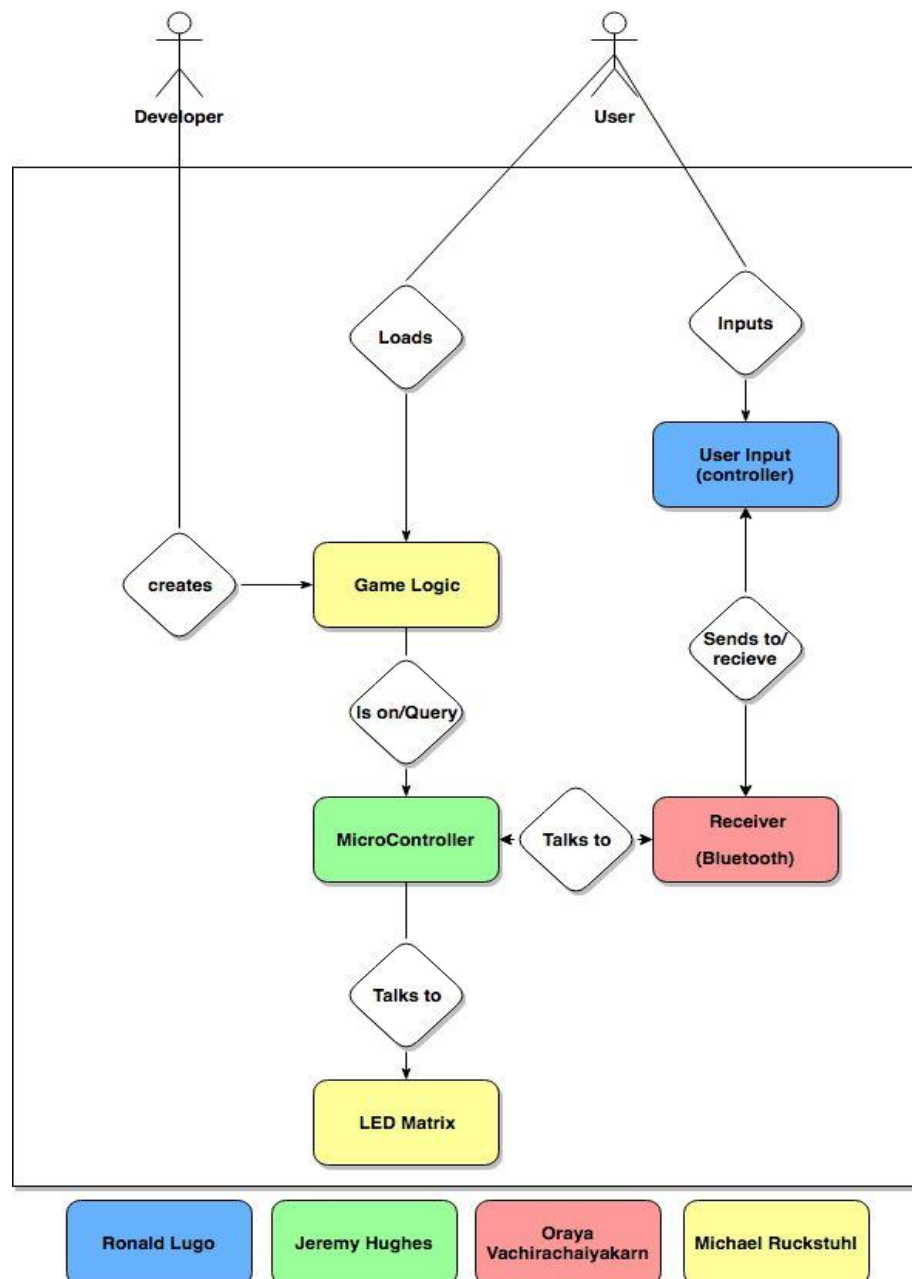 Developer
User
Loads
Inputs
User Input
(controller)
creates
Game Logic
Sends to/
recieve
Is on/Query
MicroController
Talks to
Receiver
(Bluetooth)
Talks to
LED Matrix
Ronald Lugo
Jeremy Hughes
Oraya
Vachirachaiyakarn
Michael Ruckstuhl